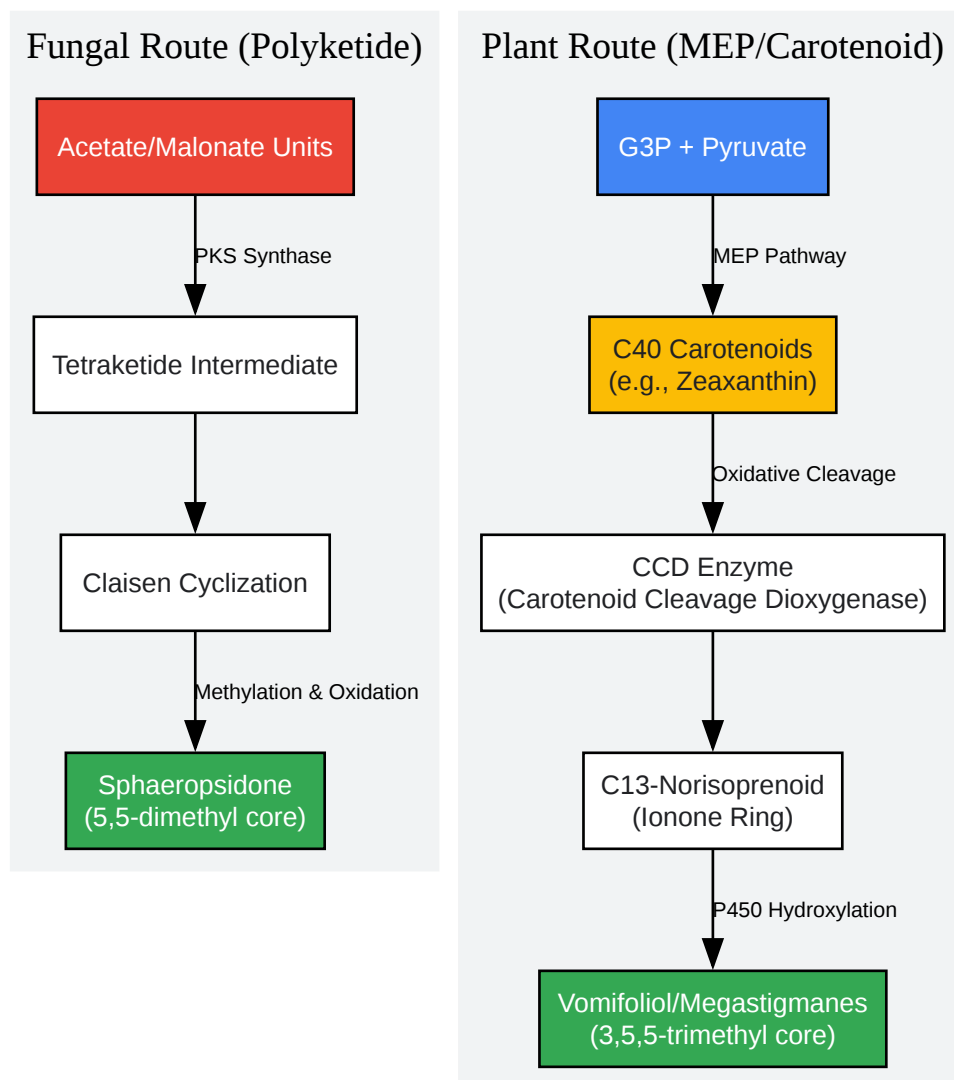 Fungal Route (Polyketide)
Acetate/Malonate Units
PKS Synthase
Tetraketide Intermediate
Claisen Cyclization
Methylation & Oxidation
Sphaeropsidone
(5,5-dimethyl core)
Plant Route (MEP/Carotenoid)
G3P + Pyruvate
MEP Pathway
C40 Carotenoids
(e.g., Zeaxanthin)
Oxidative Cleavage
CCD Enzyme
(Carotenoid Cleavage Dioxygenase)
C13-Norisoprenoid
(Ionone Ring)
P450 Hydroxylation
Vomifoliol/Megastigmanes
(3,5,5-trimethyl core)